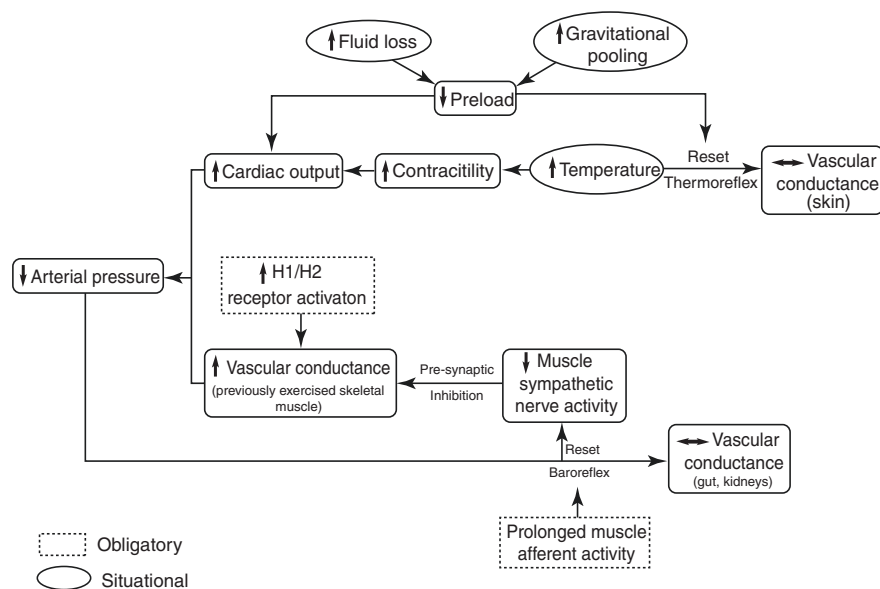 Fluid loss
Gravitational
pooling
Preload
Cardiac output
Contracitility
Temperature
Reset
Thermoreflex
Vascular
conductance
(skin)
Arterial pressure
H1/H2
receptor activaton
Vascular conductance
(previously exercised skeletal
muscle)
Pre-synaptic
Inhibition
Muscle
sympathetic
nerve activity
Reset
Baroreflex
Vascular
conductance
(gut, kidneys)
Prolonged muscle
afferent activity
Obligatory
Situational